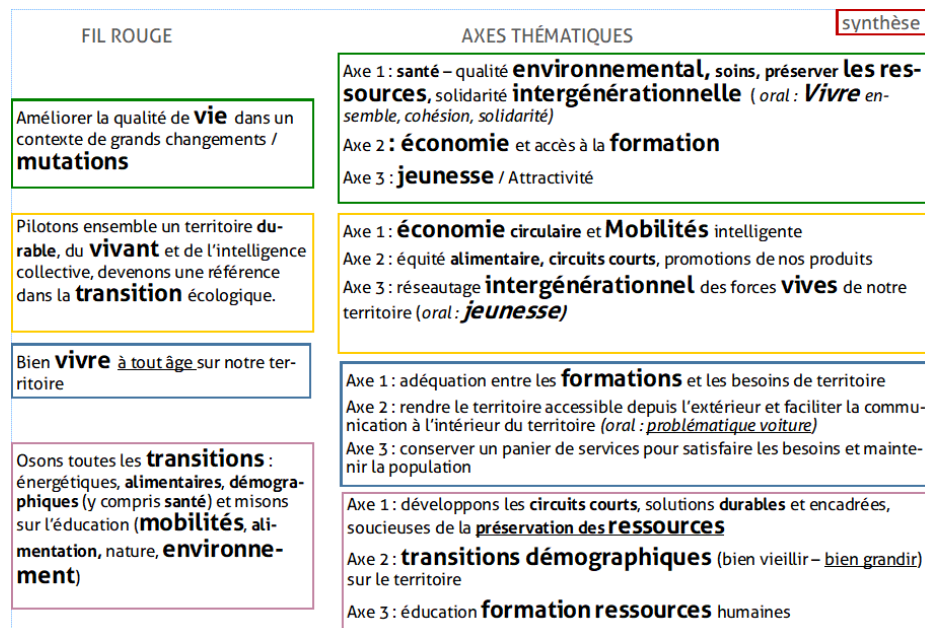 synthèse
FIL ROUGE
AXES THÉMATIQUES
Améliorer la qualité de vie dans un
contexte de grands changements /
mutations
Axe 1 : santé – qualité environnemental, soins, préserver les res-
sources, solidarité intergénérationnelle ( oral : Vivre en-
semble, cohésion, solidarité)
Axe 2 : économie et accès à la formation
Axe 3 : jeunesse / Attractivité
Pilotons ensemble un territoire du-
rable, du vivant et de l'intelligence
collective, devenons une référence
dans la transition écologique.
Axe 1 : économie circulaire et Mobilités intelligente
Axe 2 : équité alimentaire, circuits courts, promotions de nos produits
Axe 3 : réseautage intergénérationnel des forces vives de notre
territoire (oral : jeunesse)
Bien vivre à tout âge sur notre ter-
ritoire
Axe 1 : adéquation entre les formations et les besoins de territoire
Axe 2 : rendre le territoire accessible depuis l'extérieur et faciliter la commu-
nication à l'intérieur du territoire (oral : problématique voiture)
Axe 3 : conserver un panier de services pour satisfaire les besoins et mainte-
nir la population
Osons toutes les transitions :
énergétiques, alimentaires, démogra-
phiques (y compris santé) et misons
sur l'éducation (mobilités, ali-
mentation, nature, environne-
ment)
Axe 1 : développons les circuits courts, solutions durables et encadrées,
soucieuses de la préservation des ressources
Axe 2 : transitions démographiques (bien vieillir – bien grandir)
sur le territoire
Axe 3 : éducation formation ressources humaines